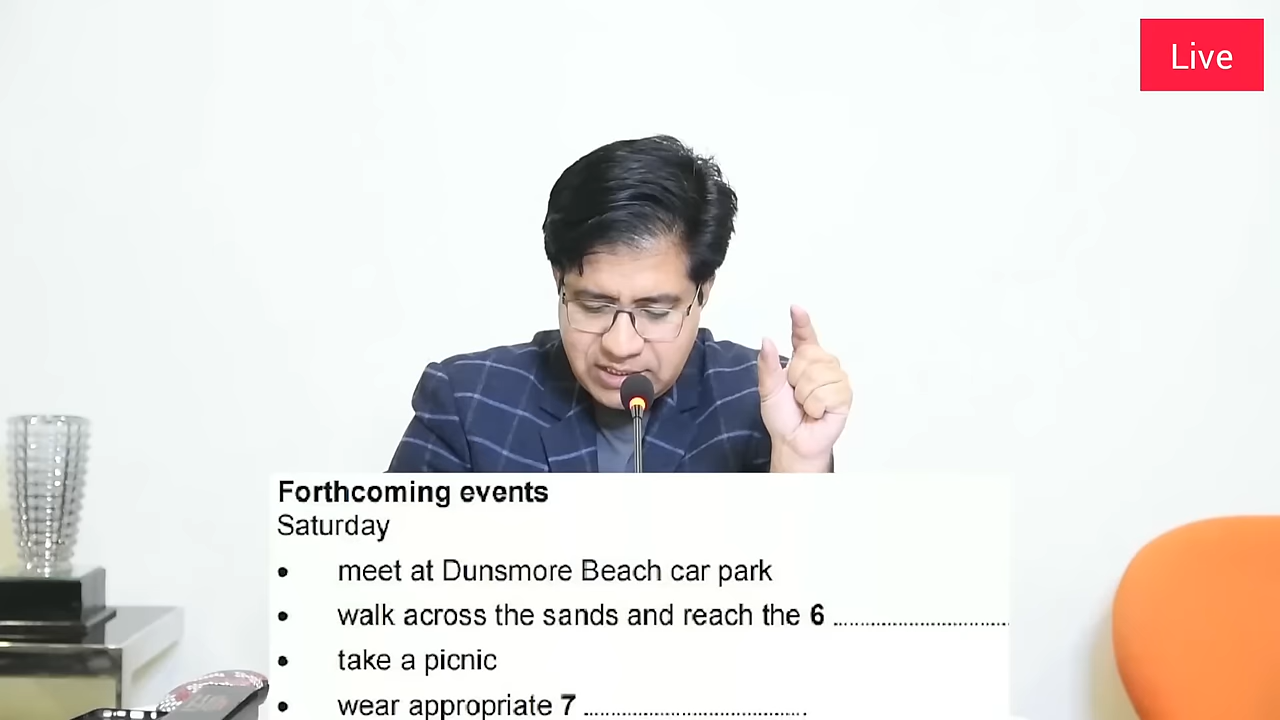 Live
Forthcoming events
Saturday
• meet at Dunsmore Beach car park
• walk across the sands and reach the 6 ..............................
• take a picnic
• wear appropriate 7 ..............................